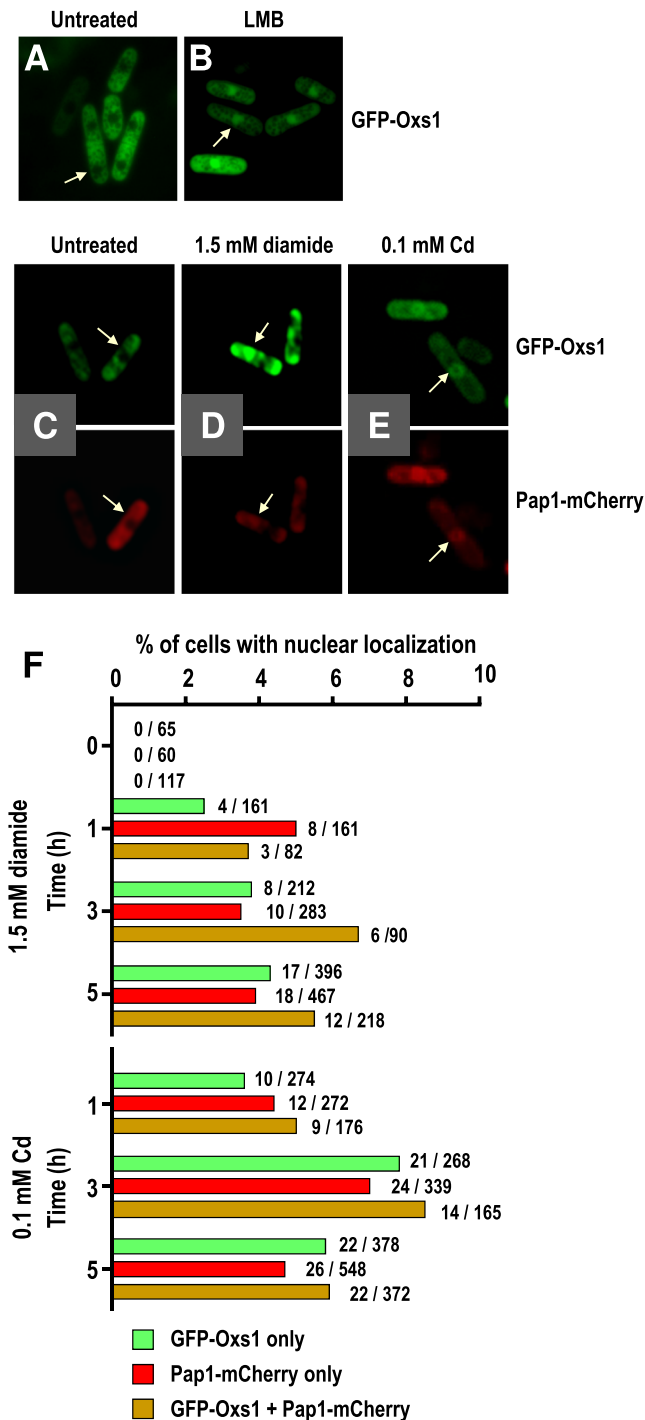 Untreated LMB
A B
GFP-Oxs1
Untreated 1.5 mM diamide 0.1 mM Cd
GFP-Oxs1
C D E
Pap1-mCherry
F
% of cells with nuclear localization
0 2 4 6 8 10
1.5 mM diamide
Time (h)
0
0 / 65
0 / 60
0 / 117
1
4 / 161
8 / 161
3 / 82
3
8 / 212
10 / 283
6 /90
5
17 / 396
18 / 467
12 / 218
0.1 mM Cd
Time (h)
1
10 / 274
12 / 272
9 / 176
3
21 / 268
24 / 339
14 / 165
5
22 / 378
26 / 548
22 / 372
GFP-Oxs1 only
Pap1-mCherry only
GFP-Oxs1 + Pap1-mCherry